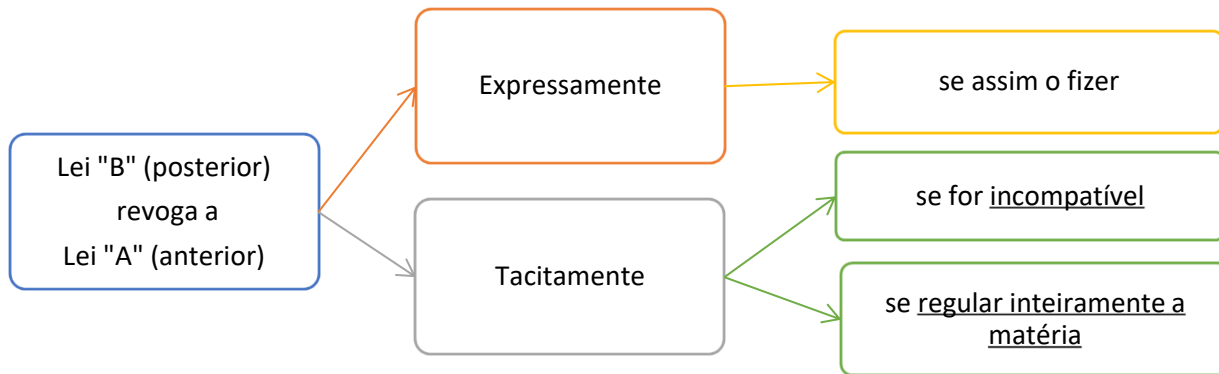 Lei "B" (posterior)
revoga a
Lei "A" (anterior)
Expressamente
se assim o fizer
Tacitamente
se for incompatível
se regular inteiramente a
matéria